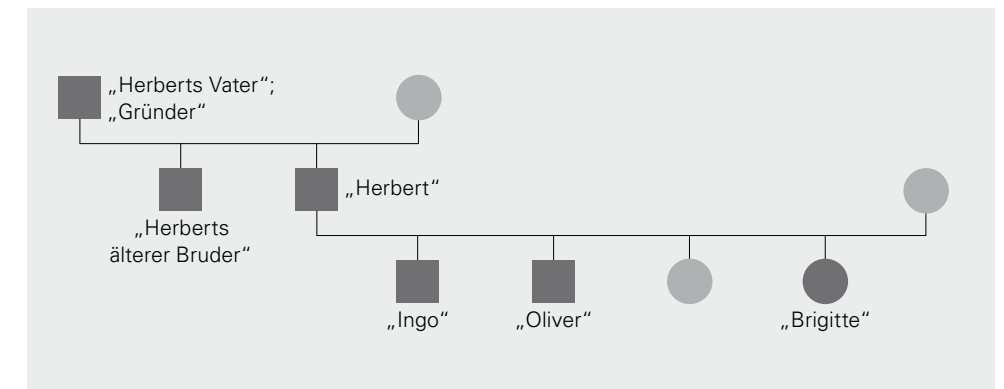 „Herberts Vater“;
„Gründer“
„Herbert“
„Herberts
älterer Bruder“
„Ingo“
„Oliver“
„Brigitte“